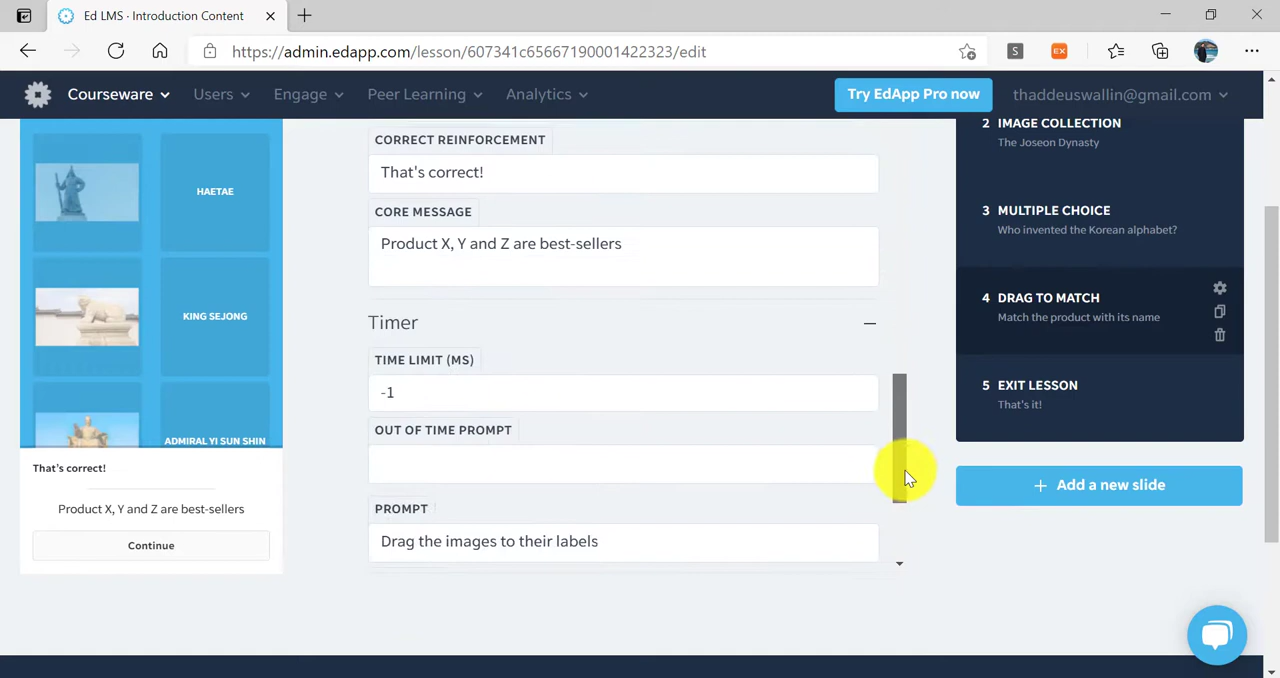 Ed LMS · Introduction Content
https://admin.edapp.com/lesson/607341c65667190001422323/edit
S
EX
Courseware
Users
Engage
Peer Learning
Analytics
Try EdApp Pro now
thaddeuswallin@gmail.com
HAETAE
KING SEJONG
ADMIRAL YI SUN SHIN
That's correct!
Product X, Y and Z are best-sellers
Continue
CORRECT REINFORCEMENT
That's correct!
CORE MESSAGE
Product X, Y and Z are best-sellers
Timer
TIME LIMIT (MS)
-1
OUT OF TIME PROMPT
PROMPT
Drag the images to their labels
2 IMAGE COLLECTION
The Joseon Dynasty
3 MULTIPLE CHOICE
Who invented the Korean alphabet?
4 DRAG TO MATCH
Match the product with its name
5 EXIT LESSON
That's it!
+ Add a new slide